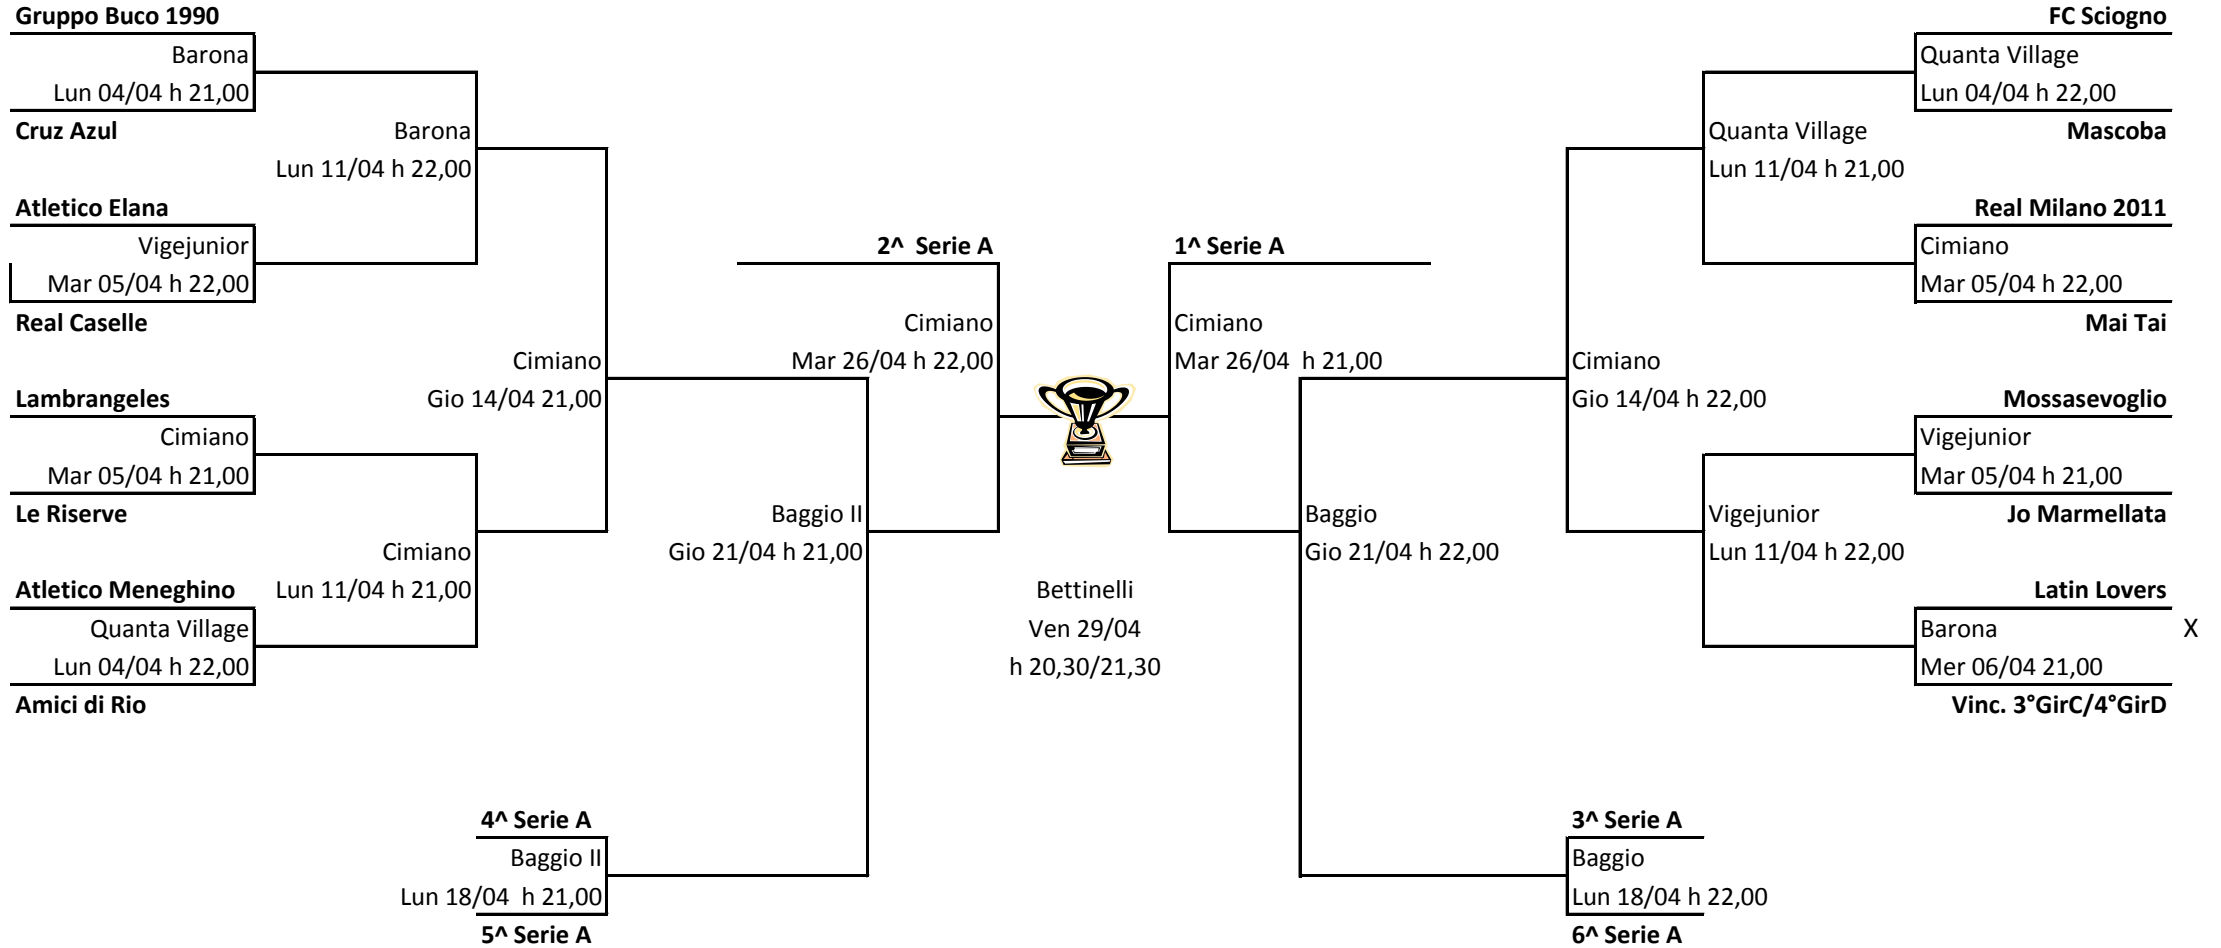 Gruppo Buco 1990
FC Sciogno
Barona
Quanta Village
Lun 04/04 h 21,00
Lun 04/04 h 22,00
Cruz Azul
Barona
Quanta Village
Mascoba
Lun 11/04 h 22,00
Lun 11/04 h 21,00
Atletico Elana
Real Milano 2011
Vigejunior
2^ Serie A
1^ Serie A
Cimiano
Mar 05/04 h 22,00
Mar 05/04 h 22,00
Real Caselle
Cimiano
Cimiano
Mai Tai
Cimiano
Mar 26/04 h 22,00
Mar 26/04 h 21,00
Cimiano
Lambrangeles
Gio 14/04 21,00
Gio 14/04 h 22,00
Mossasevoglio
Cimiano
Vigejunior
Mar 05/04 h 21,00
Mar 05/04 h 21,00
Le Riserve
Baggio II
Baggio
Vigejunior
Jo Marmellata
Cimiano
Gio 21/04 h 21,00
Gio 21/04 h 22,00
Lun 11/04 h 22,00
Atletico Meneghino
Lun 11/04 h 21,00
Bettinelli
Latin Lovers
Quanta Village
Ven 29/04
Barona
X
Lun 04/04 h 22,00
h 20,30/21,30
Mer 06/04 21,00
Amici di Rio
Vinc. 3°GirC/4°GirD
4^ Serie A
3^ Serie A
Baggio II
Baggio
Lun 18/04 h 21,00
Lun 18/04 h 22,00
5^ Serie A
6^ Serie A